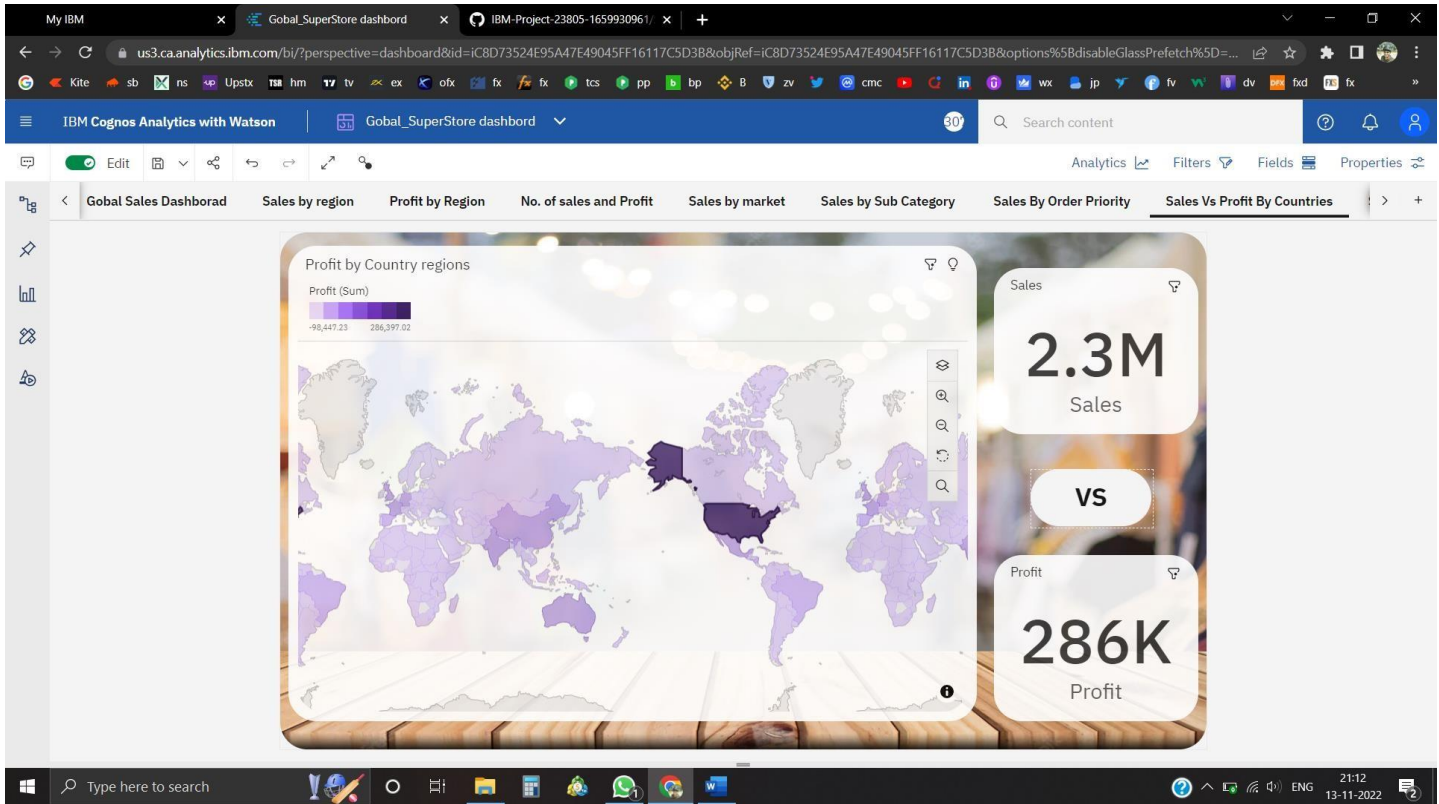 My IBM
Gobal_SuperStore dashbord
IBM-Project-23805-1659930961/
us3.ca.analytics.ibm.com/bi/?perspective=dashboard&id=iC8D73524E95A47E49045FF16117C5D3B&objRef=iC8D73524E95A47E49045FF16117C5D3B&options%5BdisableGlassPrefetch%5D=...
Kite sb ns Upstx hm tv ex ofx fx fx tcs pp bp B zv cmc wx jp fv dv fxd fx »
IBM Cognos Analytics with Watson
Gobal_SuperStore dashbord
30
Search content
Edit
Analytics Filters Fields Properties
Gobal Sales Dashborad Sales by region Profit by Region No. of sales and Profit Sales by market Sales by Sub Category Sales By Order Priority Sales Vs Profit By Countries
Profit by Country regions
Profit (Sum)
-98,447.23 286,397.02
Sales
2.3M
Sales
VS
Profit
286K
Profit
Type here to search
ENG
21:12
13-11-2022